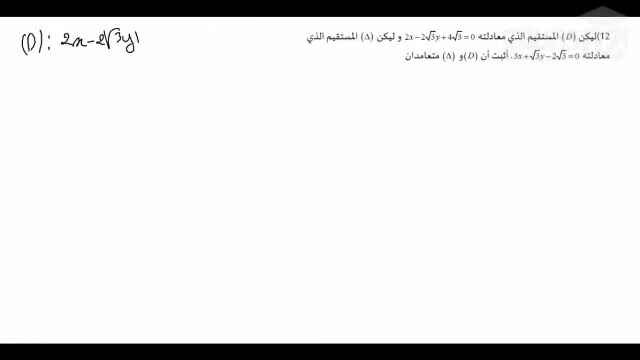 12)ليكن (D) المستقيم الذي معادلته 2x−2√3y+4√3=0 و ليكن (Δ) المستقيم الذي
معادلته 3x+√3y−2√3=0. أثبت أن (D) و (Δ) متعامدان
(D): 2x−2√3y